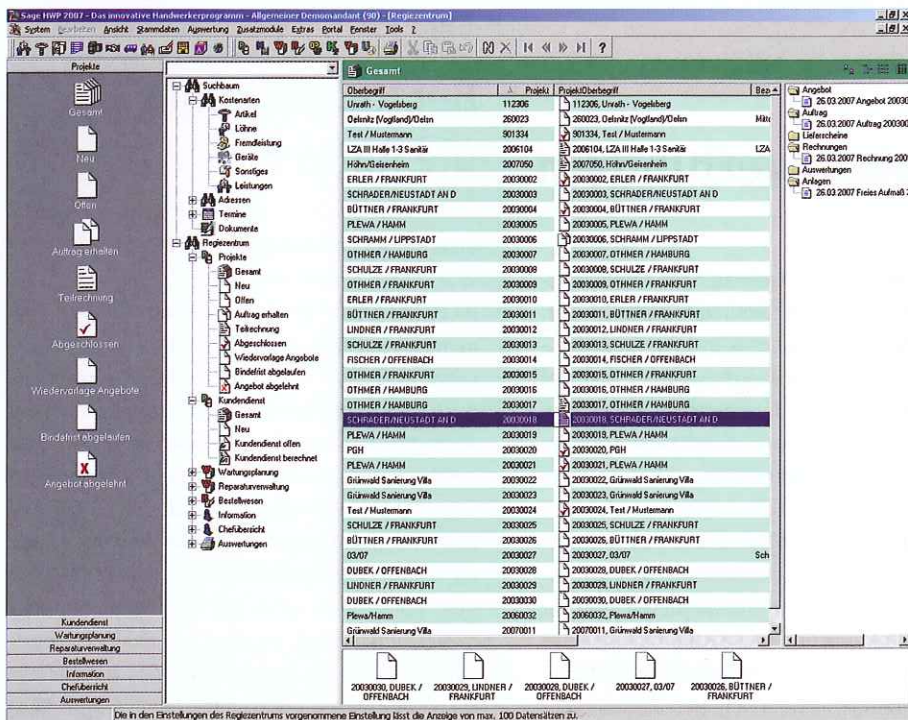 Sage HWP 2007 - Das innovative Handwerkerprogramm - Allgemeiner Demomandant (90) - [Regiezentrum]
System Bearbeiten Ansicht Stammdaten Auswertung Zusatzmodule Extras Portal Fenster Tools ?
Projekte
Gesamt
Neu
Offen
Auftrag erhalten
Teilrechnung
Abgeschlossen
Wiedervorlage Angebote
Bindefrist abgelaufen
Angebot abgelehnt
Kundendienst
Wartungsplanung
Reparaturverwaltung
Bestellwesen
Information
Chefübersicht
Auswertungen
Suchbaum
Kostenarten
Artikel
Löhne
Fremdleistung
Geräte
Sonstiges
Leistungen
Adressen
Termine
Dokumente
Regiezentrum
Projekte
Gesamt
Neu
Offen
Auftrag erhalten
Teilrechnung
Abgeschlossen
Wiedervorlage Angebote
Bindefrist abgelaufen
Angebot abgelehnt
Kundendienst
Gesamt
Neu
Kundendienst offen
Kundendienst berechnet
Wartungsplanung
Reparaturverwaltung
Bestellwesen
Information
Chefübersicht
Auswertungen
Gesamt
Oberbegriff Projekt ProjektOberbegriff Bez
Unrath - Vogelsberg 112306 112306, Unrath - Vogelsberg
Oelsnitz (Vogtland)/Oelsn 260023 260023, Oelsnitz (Vogtland)/Oelsn
Test / Mustermann 901334 901334, Test / Mustermann
LZA III Halle 1-3 Sanitär 2006104 2006104, LZA III Halle 1-3 Sanitär LZA
Höhn/Geisenheim 2007050 2007050, Höhn/Geisenheim
ERLER / FRANKFURT 20030002 20030002, ERLER / FRANKFURT
SCHRADER/NEUSTADT AN D 20030003 20030003, SCHRADER/NEUSTADT AN D
BÜTTNER / FRANKFURT 20030004 20030004, BÜTTNER / FRANKFURT
PLEWA / HAMM 20030005 20030005, PLEWA / HAMM
SCHRAMM / LIPPSTADT 20030006 20030006, SCHRAMM / LIPPSTADT
OTHMER / HAMBURG 20030007 20030007, OTHMER / HAMBURG
SCHULZE / FRANKFURT 20030008 20030008, SCHULZE / FRANKFURT
OTHMER / FRANKFURT 20030009 20030009, OTHMER / FRANKFURT
ERLER / FRANKFURT 20030010 20030010, ERLER / FRANKFURT
BÜTTNER / FRANKFURT 20030011 20030011, BÜTTNER / FRANKFURT
LINDNER / FRANKFURT 20030012 20030012, LINDNER / FRANKFURT
SCHULZE / FRANKFURT 20030013 20030013, SCHULZE / FRANKFURT
FISCHER / OFFENBACH 20030014 20030014, FISCHER / OFFENBACH
OTHMER / FRANKFURT 20030015 20030015, OTHMER / FRANKFURT
OTHMER / HAMBURG 20030016 20030016, OTHMER / HAMBURG
OTHMER / HAMBURG 20030017 20030017, OTHMER / HAMBURG
SCHRADER/NEUSTADT AN D 20030018 20030018, SCHRADER/NEUSTADT AN D
PLEWA / HAMM 20030019 20030019, PLEWA / HAMM
PGH 20030020 20030020, PGH
PLEWA / HAMM 20030021 20030021, PLEWA / HAMM
Grünwald Sanierung Villa 20030022 20030022, Grünwald Sanierung Villa
Grünwald Sanierung Villa 20030023 20030023, Grünwald Sanierung Villa
Test / Mustermann 20030024 20030024, Test / Mustermann
SCHULZE / FRANKFURT 20030025 20030025, SCHULZE / FRANKFURT
BÜTTNER / FRANKFURT 20030026 20030026, BÜTTNER / FRANKFURT
03/07 20030027 20030027, 03/07 Sch
DUBEK / OFFENBACH 20030028 20030028, DUBEK / OFFENBACH
LINDNER / FRANKFURT 20030029 20030029, LINDNER / FRANKFURT
DUBEK / OFFENBACH 20030030 20030030, DUBEK / OFFENBACH
Plewa/Hamm 20060032 20060032, Plewa/Hamm
Grünwald Sanierung Villa 20070011 20070011, Grünwald Sanierung Villa
Angebot
26.03.2007 Angebot 200300
Auftrag
26.03.2007 Auftrag 200300
Lieferscheine
Rechnungen
26.03.2007 Rechnung 200
Auswertungen
Anlagen
26.03.2007 Freies Aufmaß
20030030, DUBEK / OFFENBACH
20030029, LINDNER / FRANKFURT
20030028, DUBEK / OFFENBACH
20030027, 03/07
20030026, BÜTTNER / FRANKFURT
Die in den Einstellungen des Regiezentrums vorgenommene Einstellung lässt die Anzeige von max. 100 Datensätzen zu.